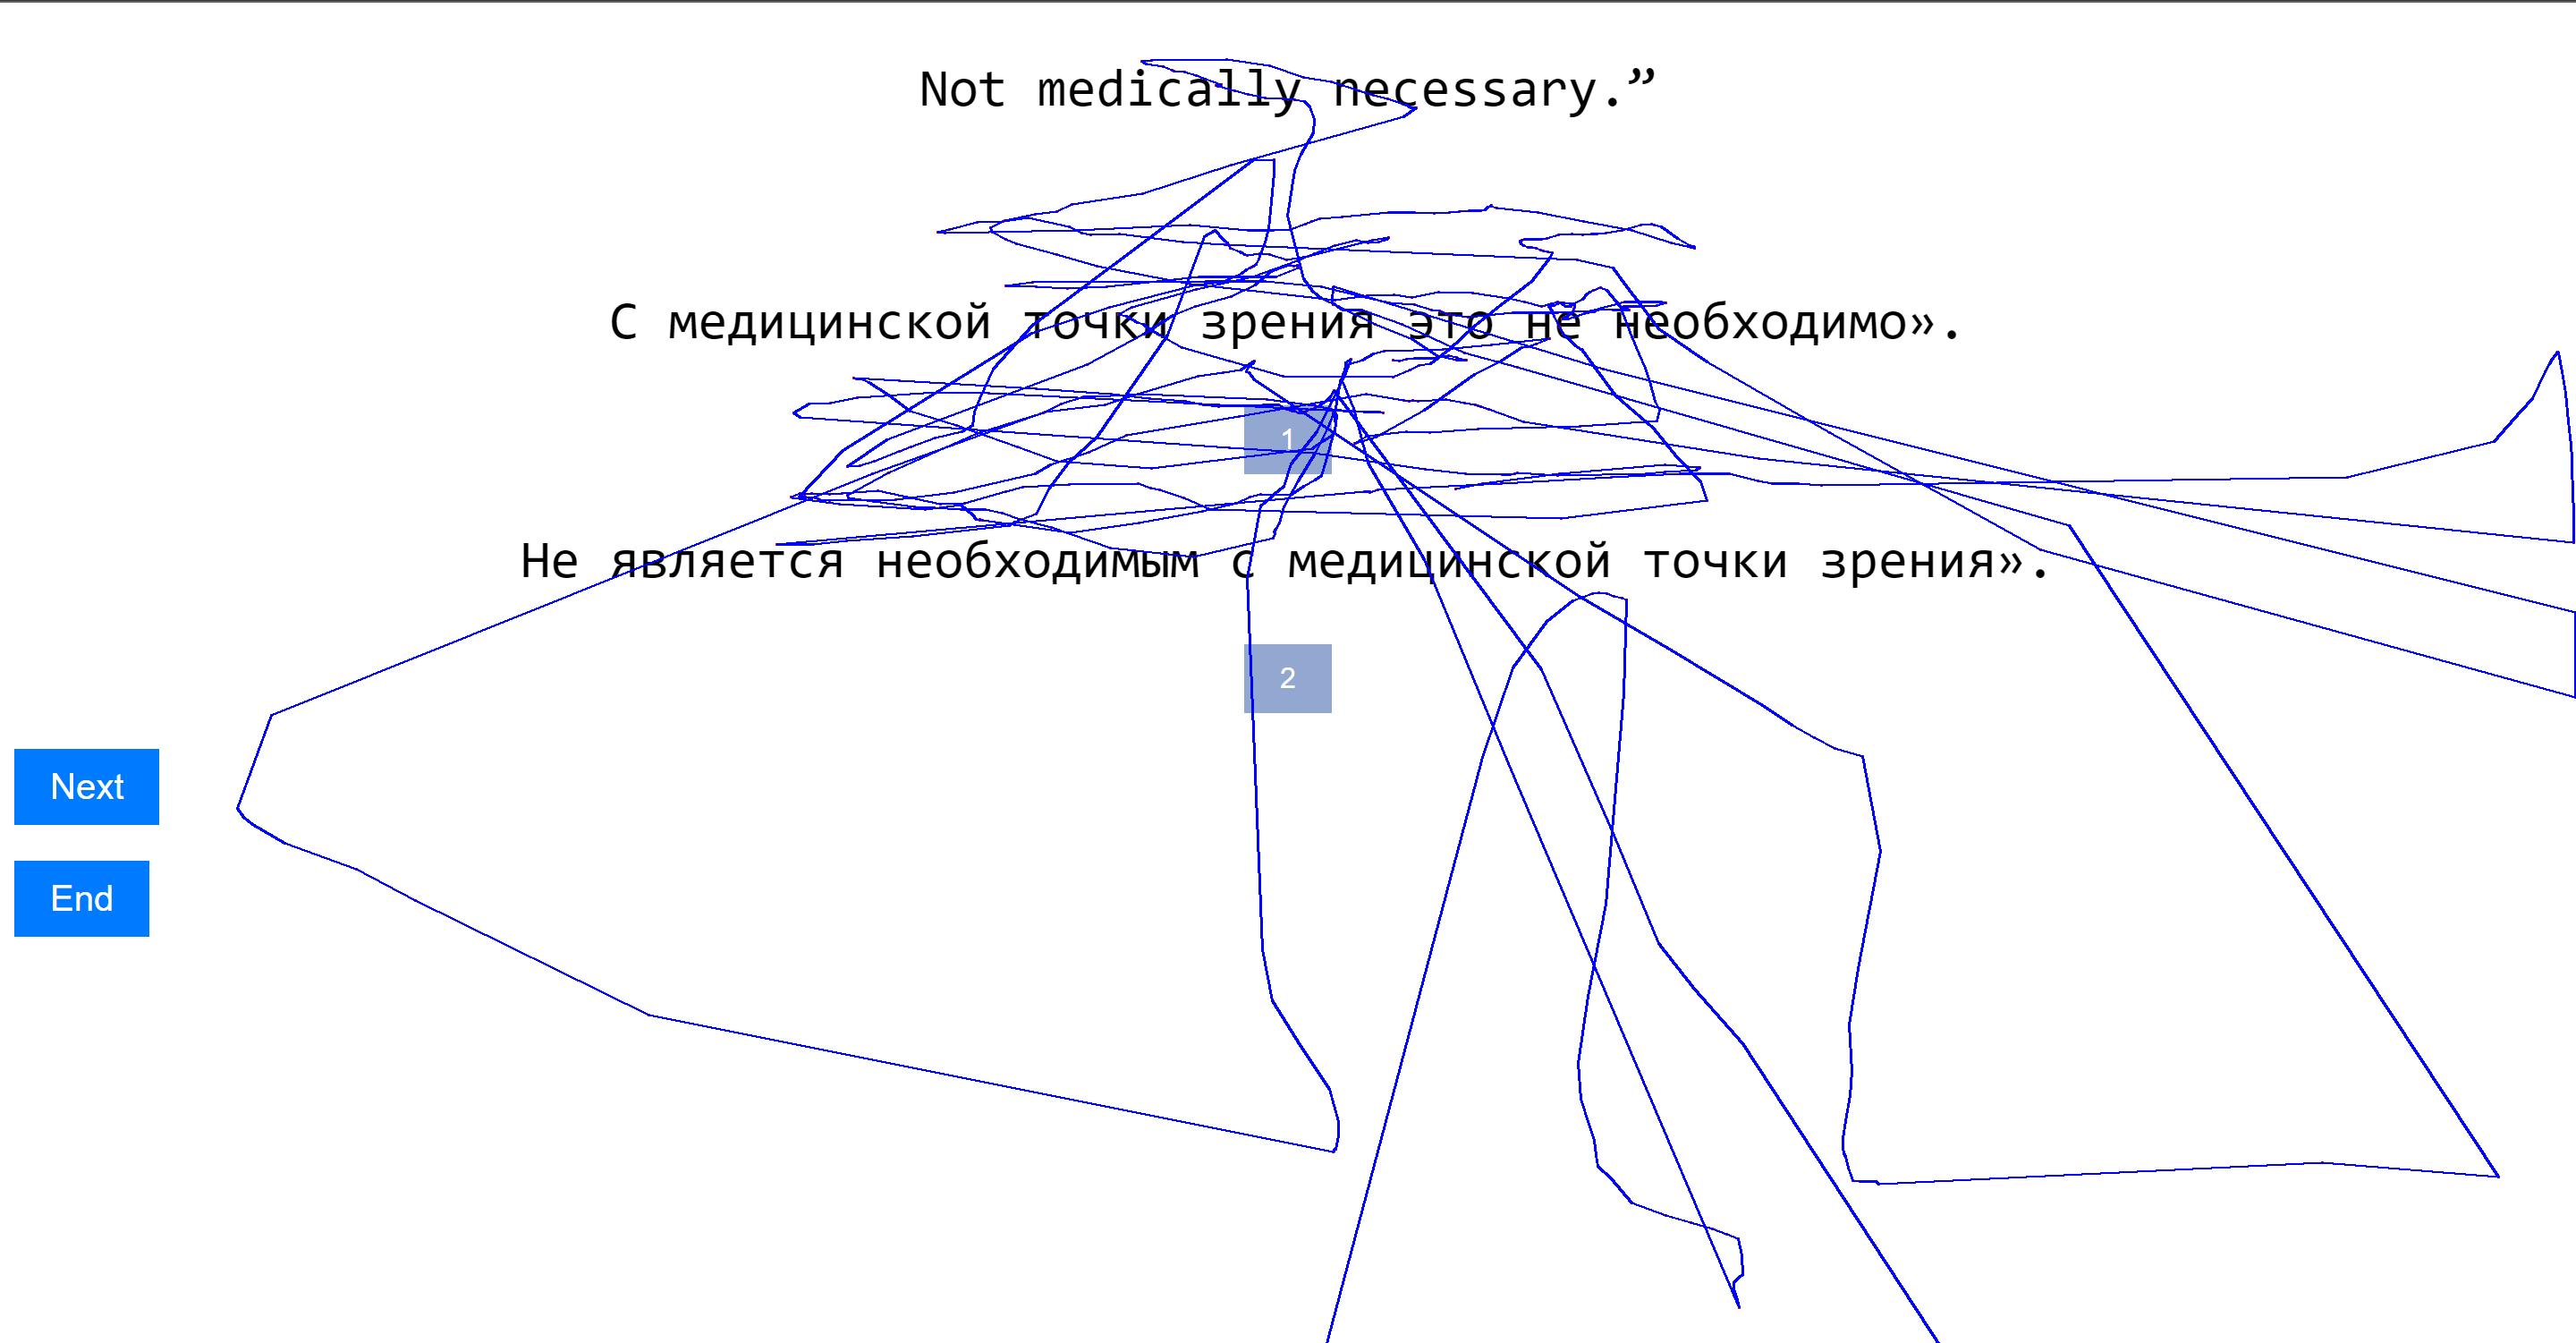 Not medically necessary.”
С медицинской точки зрения это не необходимо».
1
Не является необходимым с медицинской точки зрения».
2
Next
End